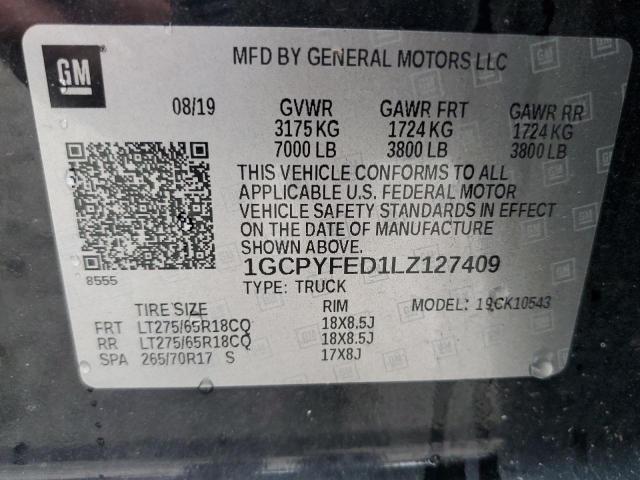 GM
MFD BY GENERAL MOTORS LLC
08/19 GVWR GAWR FRT GAWR RR
3175 KG 1724 KG 1724 KG
7000 LB 3800 LB 3800 LB
THIS VEHICLE CONFORMS TO ALL
APPLICABLE U.S. FEDERAL MOTOR
VEHICLE SAFETY STANDARDS IN EFFECT
ON THE DATE OF MANUFACTURE
SHOWN ABOVE.
8555
1GCPYFED1LZ127409
TYPE: TRUCK
TIRE SIZE RIM MODEL: 19CK10543
FRT LT275/65R18CQ 18X8.5J
RR LT275/65R18CQ 18X8.5J
SPA 265/70R17 S 17X8J